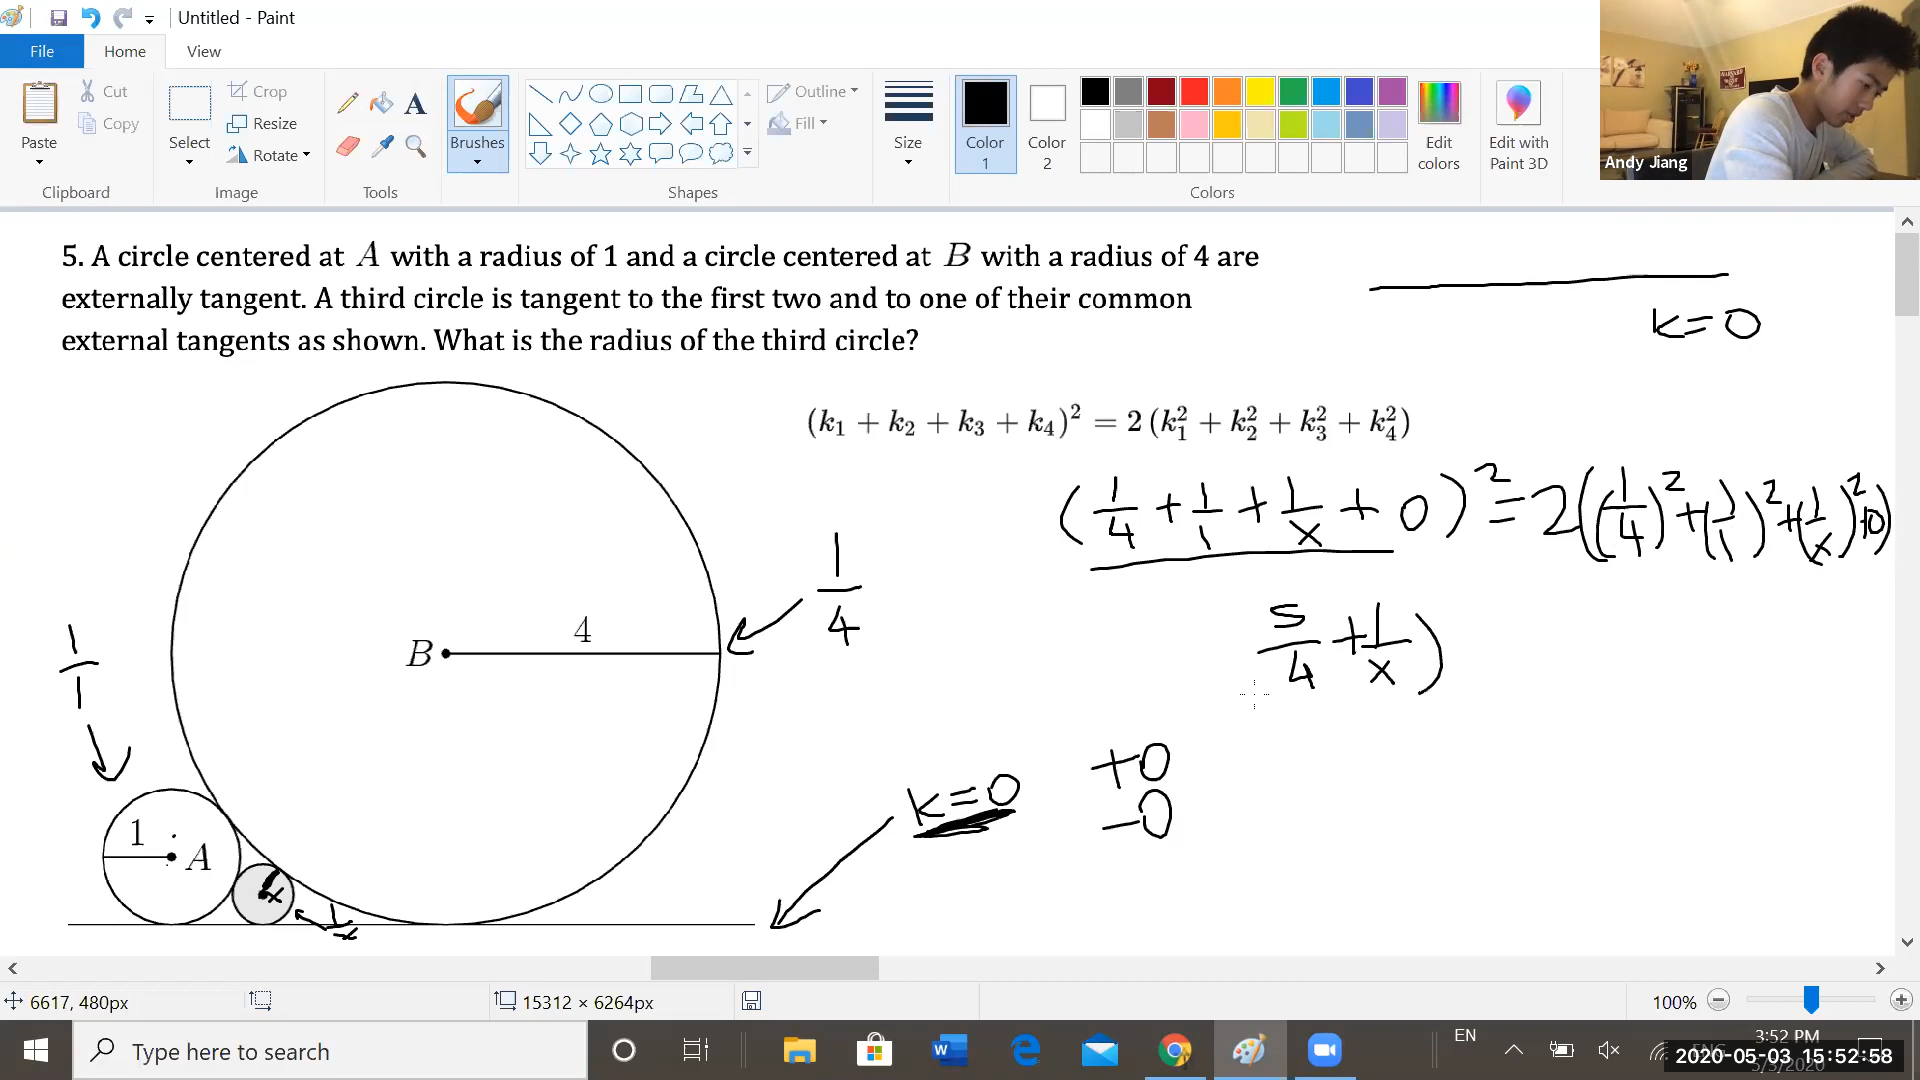 Untitled - Paint
File Home View
Paste
Cut
Copy
Clipboard
Select
Crop
Resize
Rotate
Image
Tools
Brushes
Shapes
Outline
Fill
Size
Color 1
Color 2
Colors
Edit colors
Edit with Paint 3D
Andy Jiang
HARVARD
5. A circle centered at A with a radius of 1 and a circle centered at B with a radius of 4 are
externally tangent. A third circle is tangent to the first two and to one of their common
external tangents as shown. What is the radius of the third circle?
k=0
(k₁ + k₂ + k₃ + k₄)² = 2 (k₁² + k₂² + k₃² + k₄²)
(1/4 + 1/1 + 1/x + 0)² = 2((1/4)² + (1/1)² + (1/x)² + 0)
1/4
5/4 + 1/x)
B 4
1/1
+0
-0
k=0
1 A
x
1/x
6617, 480px
15312 × 6264px
100%
Type here to search
EN
3:52 PM
2020-05-03 15:52:58